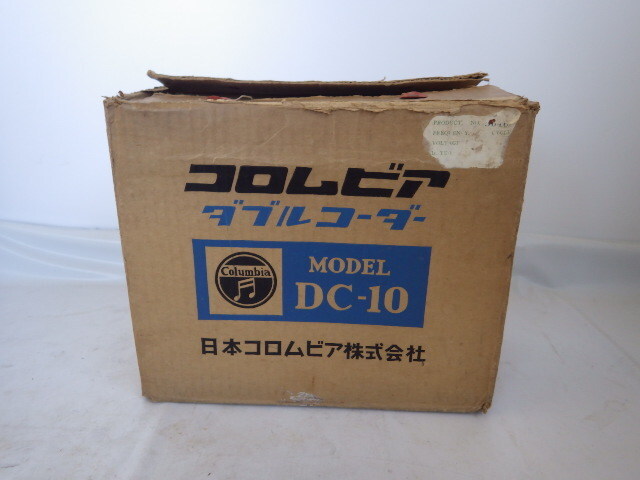 PRODUCT
コロムビア
ダブルコーダー
Columbia
MODEL
DC-10
日本コロムビア株式会社